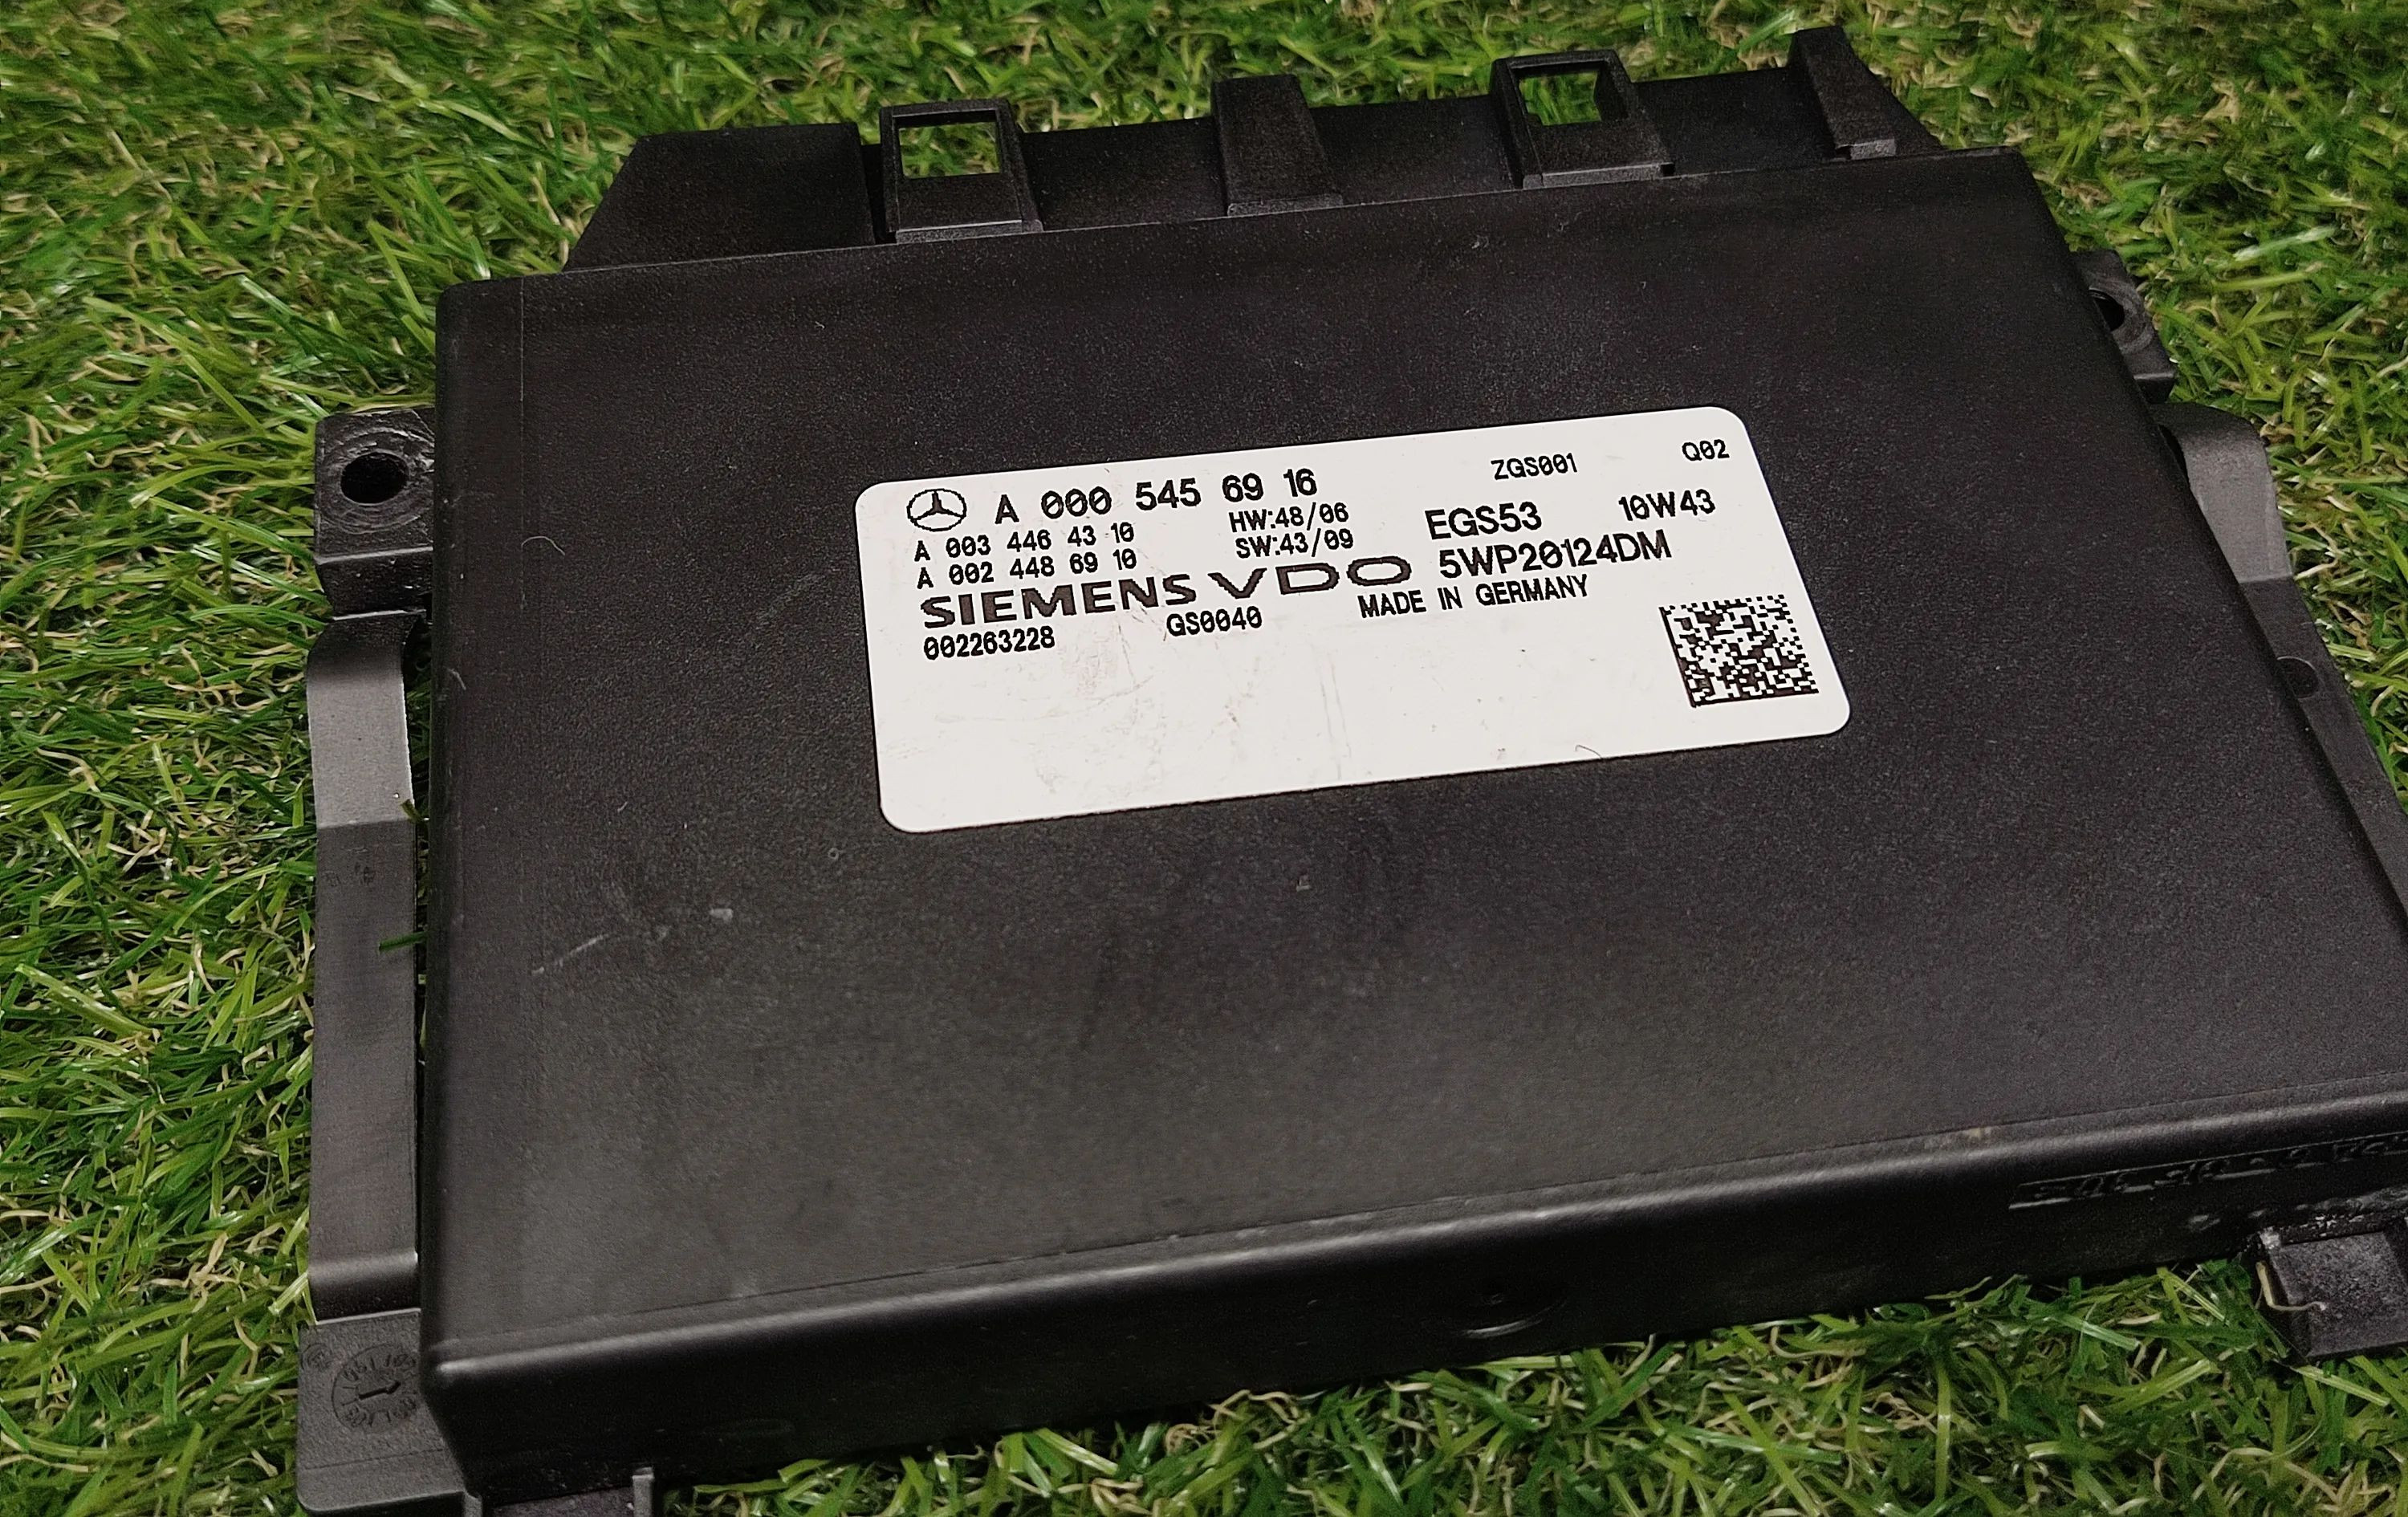 A 000 545 69 16
ZGS001
Q02
A 003 446 43 10
HW:48/06
EGS53
10W43
A 002 448 69 10
SW:43/09
SIEMENS VDO
5WP20124DM
002263228
GS0040
MADE IN GERMANY